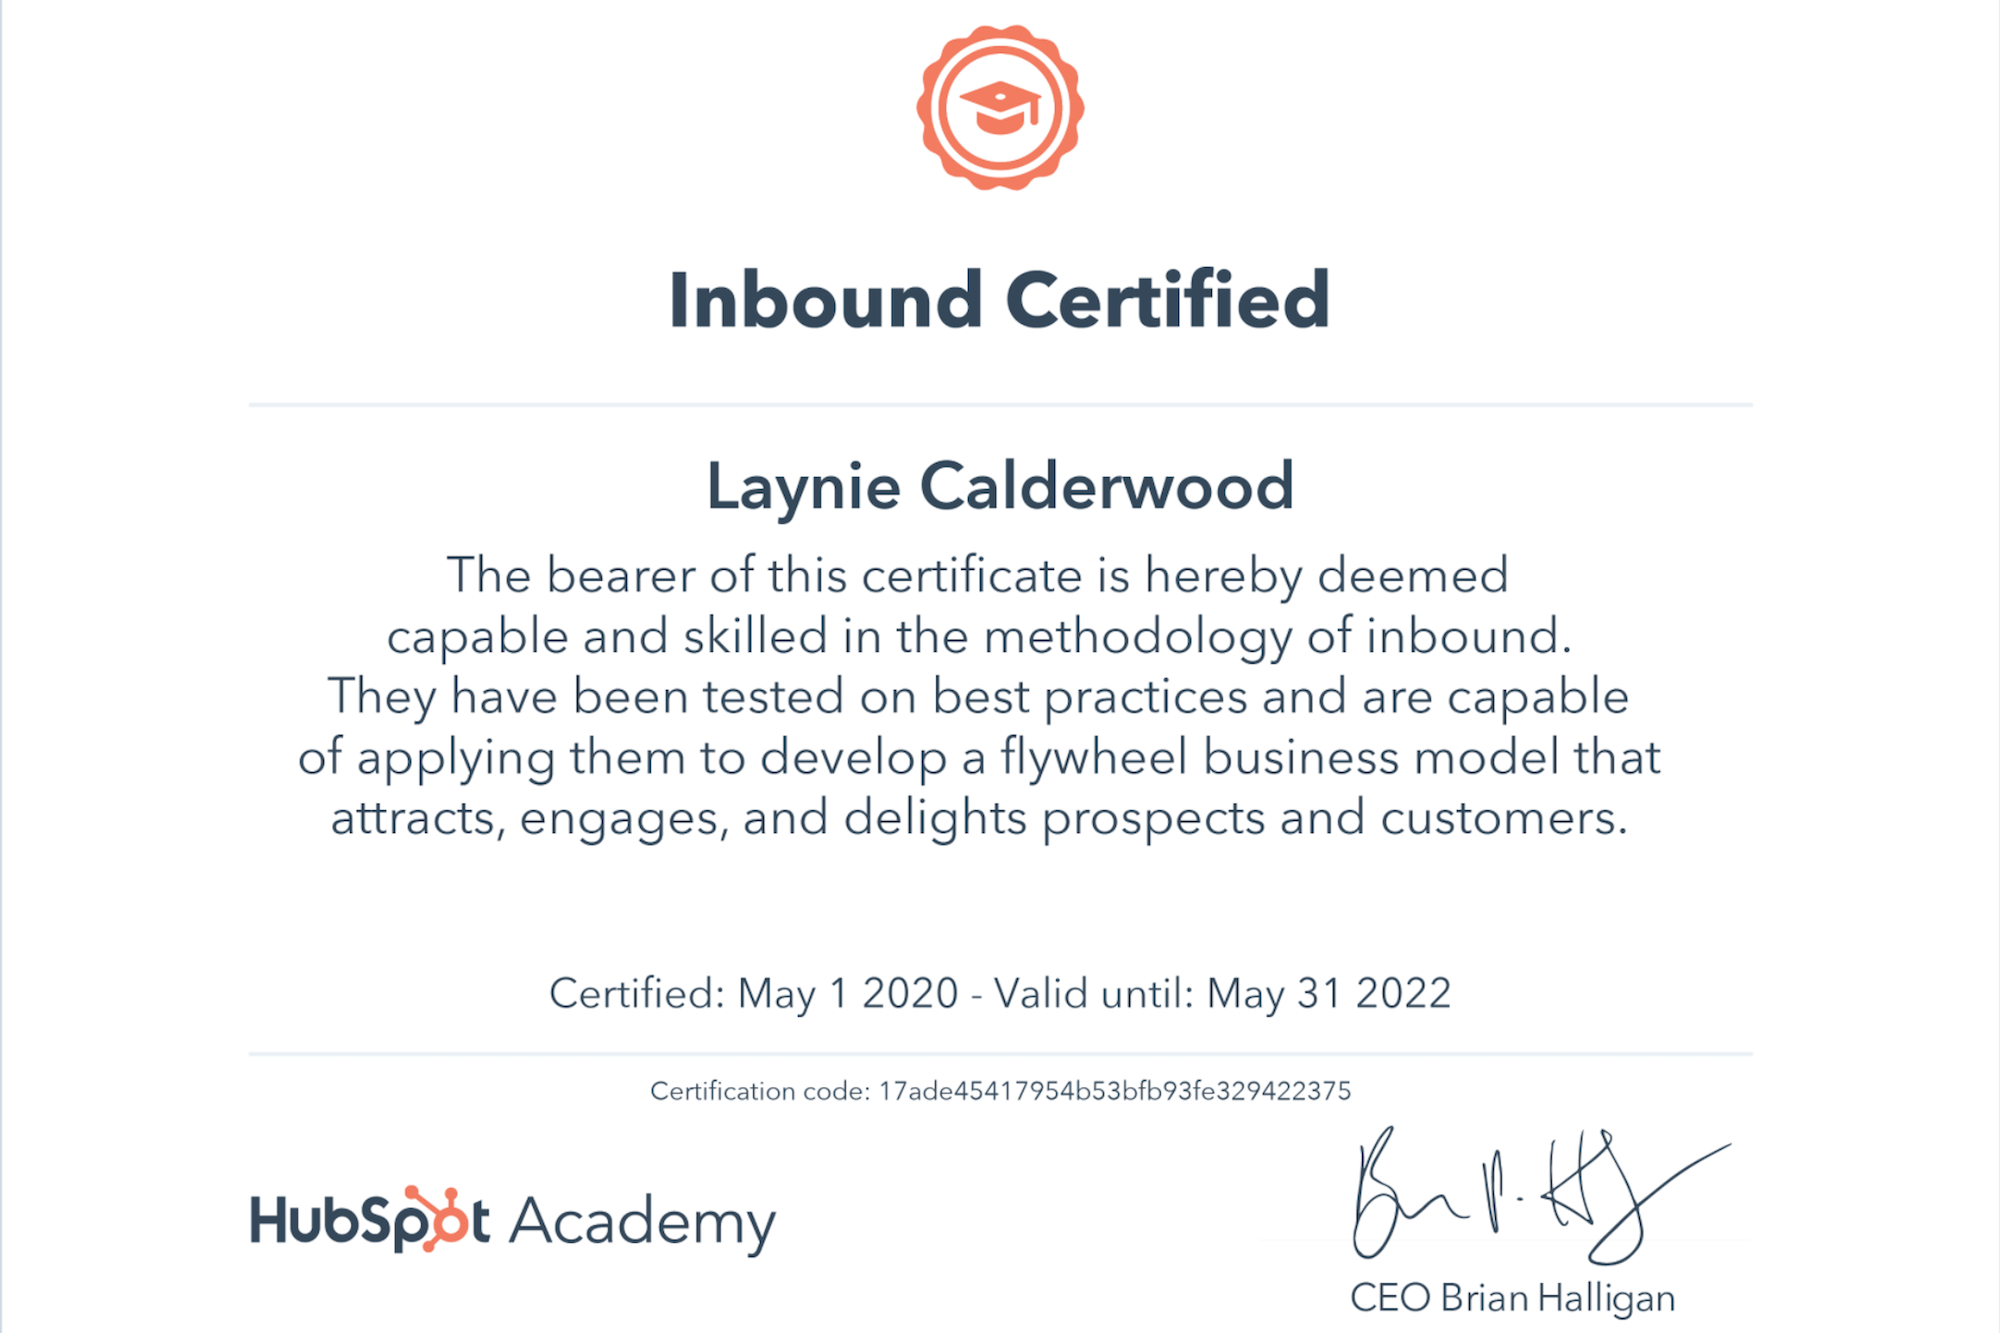 Inbound Certified
Laynie Calderwood
The bearer of this certificate is hereby deemed
capable and skilled in the methodology of inbound.
They have been tested on best practices and are capable
of applying them to develop a flywheel business model that
attracts, engages, and delights prospects and customers.
Certified: May 1 2020 - Valid until: May 31 2022
Certification code: 17ade45417954b53bfb93fe329422375
HubSpot Academy
CEO Brian Halligan